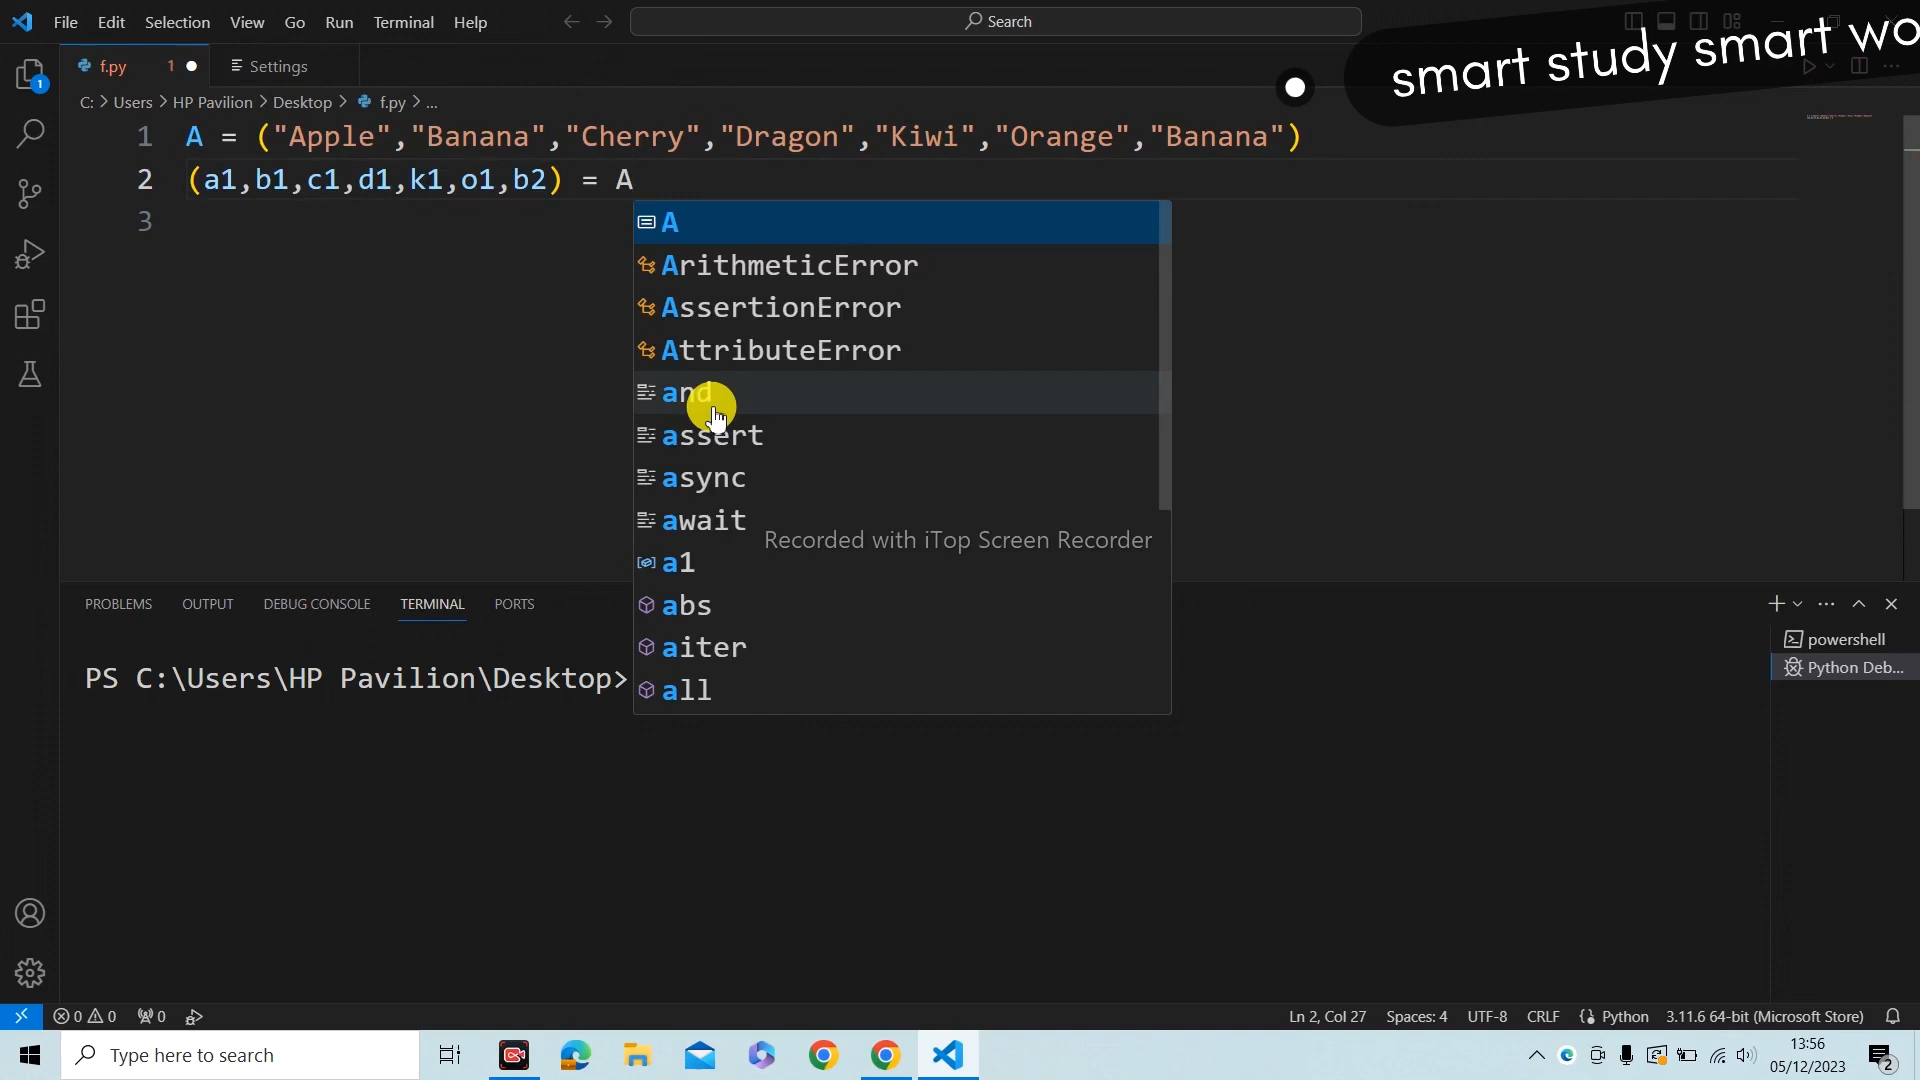 File Edit Selection View Go Run Terminal Help
Search
smart study smart wo
f.py 1
Settings
C: > Users > HP Pavilion > Desktop > f.py > ...
1 A = ("Apple","Banana","Cherry","Dragon","Kiwi","Orange","Banana")
2 (a1,b1,c1,d1,k1,o1,b2) = A
3
A
ArithmeticError
AssertionError
AttributeError
and
assert
async
await
a1
abs
aiter
all
Recorded with iTop Screen Recorder
PROBLEMS OUTPUT DEBUG CONSOLE TERMINAL PORTS
powershell
Python Deb...
PS C:\Users\HP Pavilion\Desktop>
1
0 0 0
Ln 2, Col 27 Spaces: 4 UTF-8 CRLF Python 3.11.6 64-bit (Microsoft Store)
Type here to search
13:56
05/12/2023
2